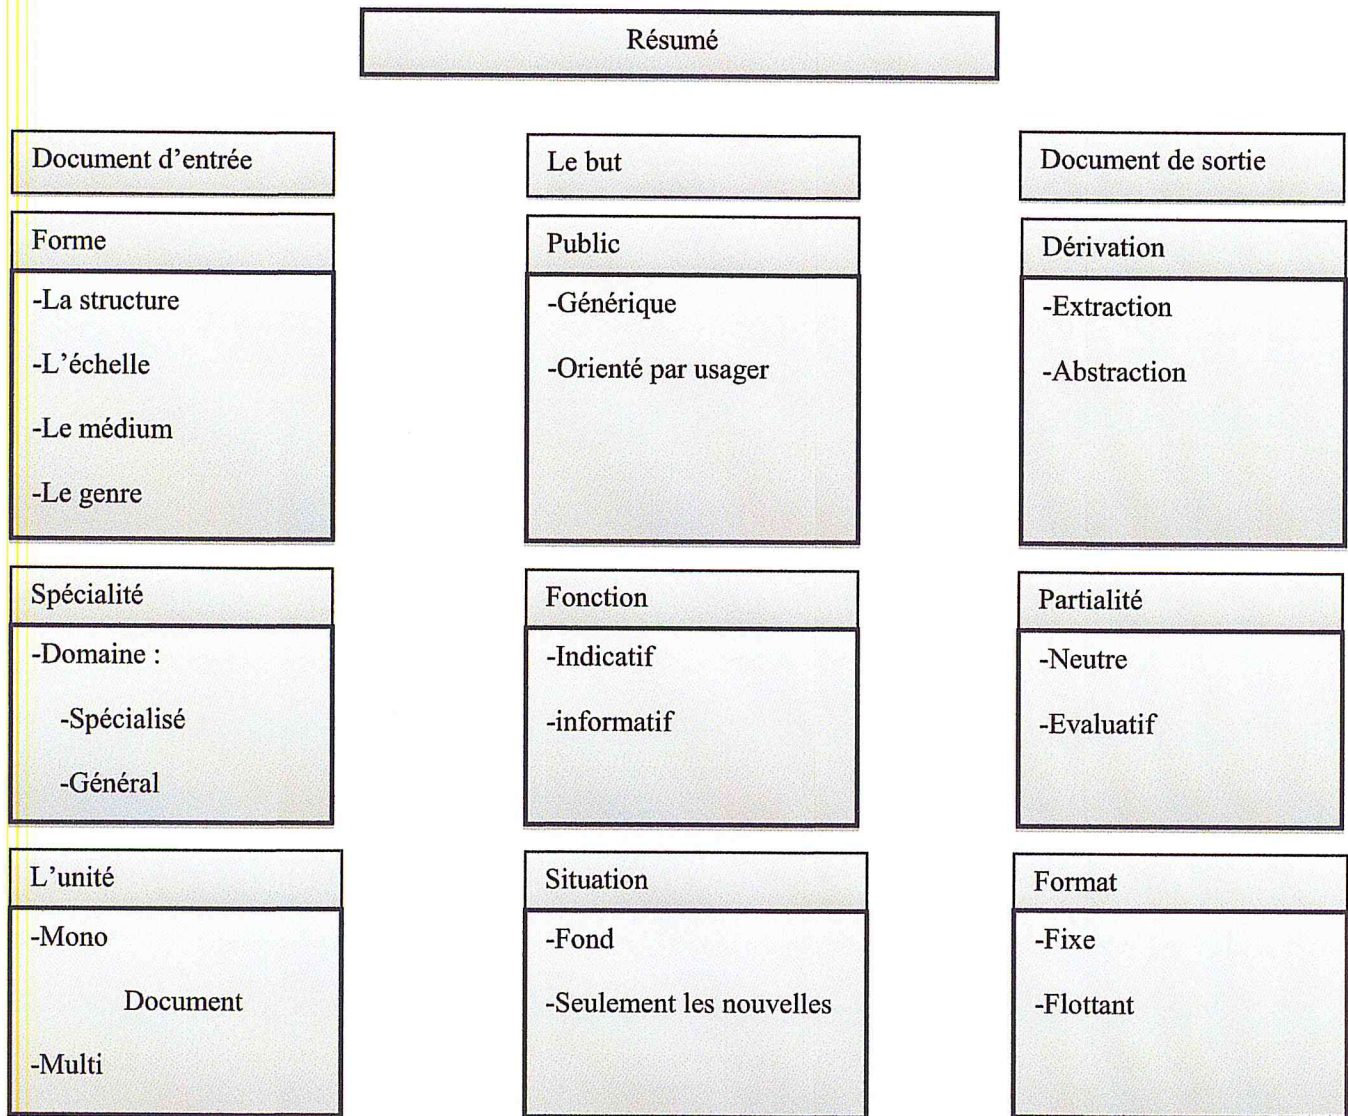 Résumé
Document d’entrée
Le but
Document de sortie
Forme
-La structure
-L’échelle
-Le médium
-Le genre
Public
-Générique
-Orienté par usager
Dérivation
-Extraction
-Abstraction
Spécialité
-Domaine :
-Spécialisé
-Général
Fonction
-Indicatif
-informatif
Partialité
-Neutre
-Evaluatif
L’unité
-Mono
Document
-Multi
Situation
-Fond
-Seulement les nouvelles
Format
-Fixe
-Flottant